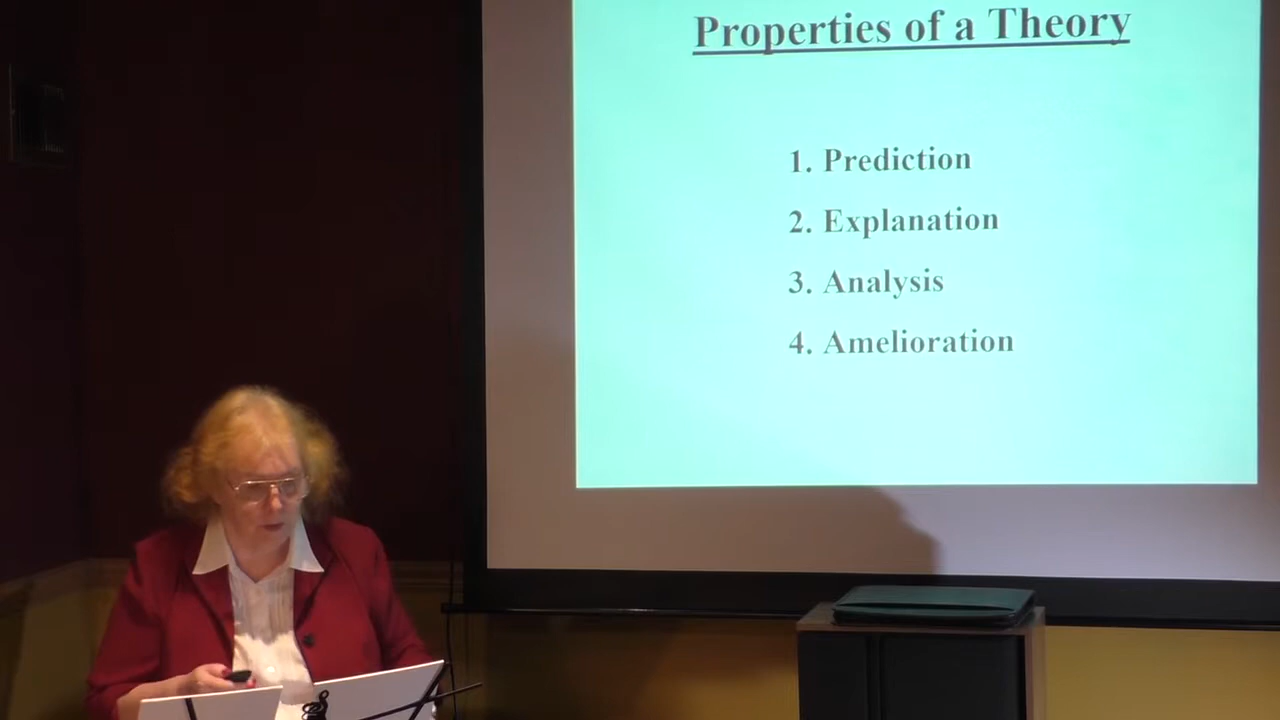 Properties of a Theory
1. Prediction
2. Explanation
3. Analysis
4. Amelioration